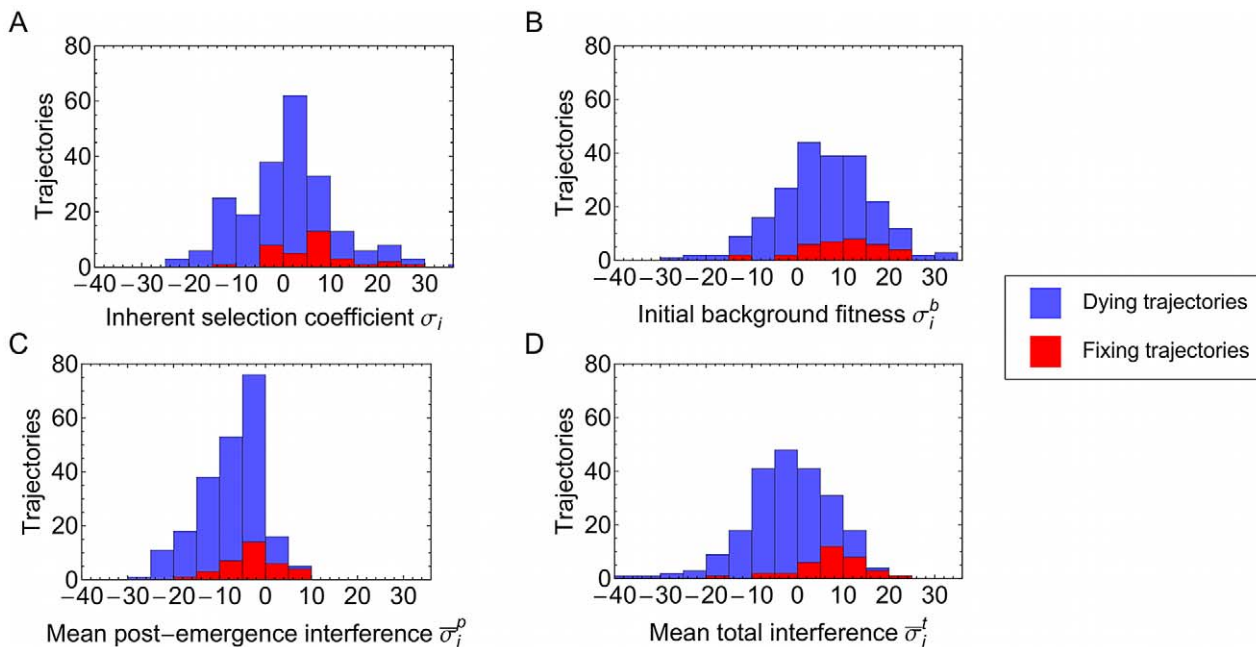 A
80
60
40
20
0
Trajectories
−40 −30 −20 −10 0 10 20 30
Inherent selection coefficient σᵢ
B
80
60
40
20
0
Trajectories
−40 −30 −20 −10 0 10 20 30
Initial background fitness σᵢᵇ
Dying trajectories
Fixing trajectories
C
80
60
40
20
0
Trajectories
−40 −30 −20 −10 0 10 20 30
Mean post−emergence interference σ̅ᵢᵖ
D
80
60
40
20
0
Trajectories
−40 −30 −20 −10 0 10 20 30
Mean total interference σ̅ᵢᵗ